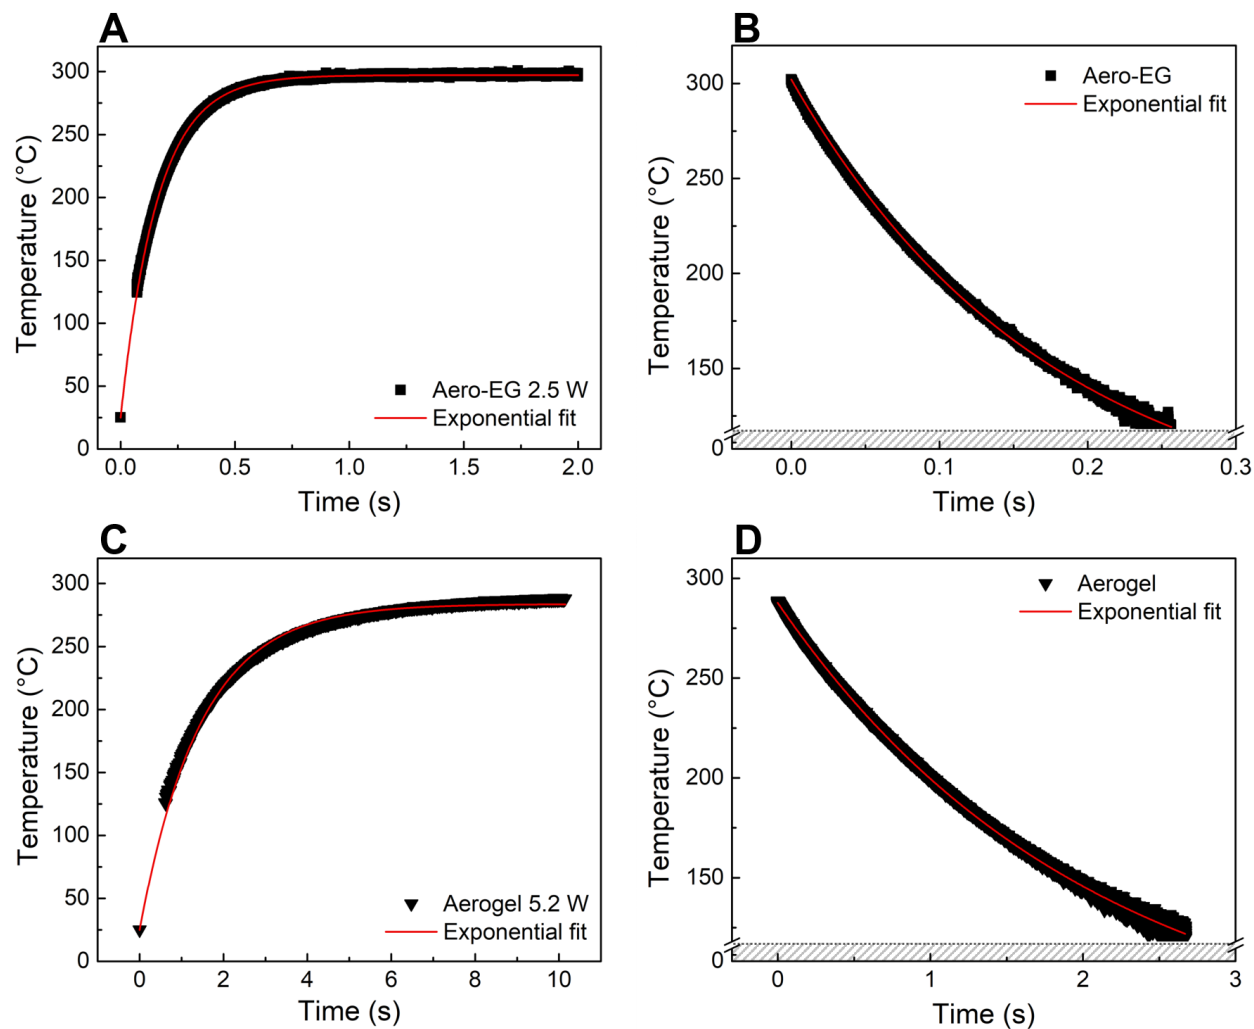 A
Temperature (°C)
300
250
200
150
100
50
0
Aero-EG 2.5 W
Exponential fit
0.0 0.5 1.0 1.5 2.0
Time (s)
B
Temperature (°C)
300
250
200
150
0
Aero-EG
Exponential fit
0.0 0.1 0.2 0.3
Time (s)
C
Temperature (°C)
300
250
200
150
100
50
0
Aerogel 5.2 W
Exponential fit
0 2 4 6 8 10
Time (s)
D
Temperature (°C)
300
250
200
150
0
Aerogel
Exponential fit
0 1 2 3
Time (s)